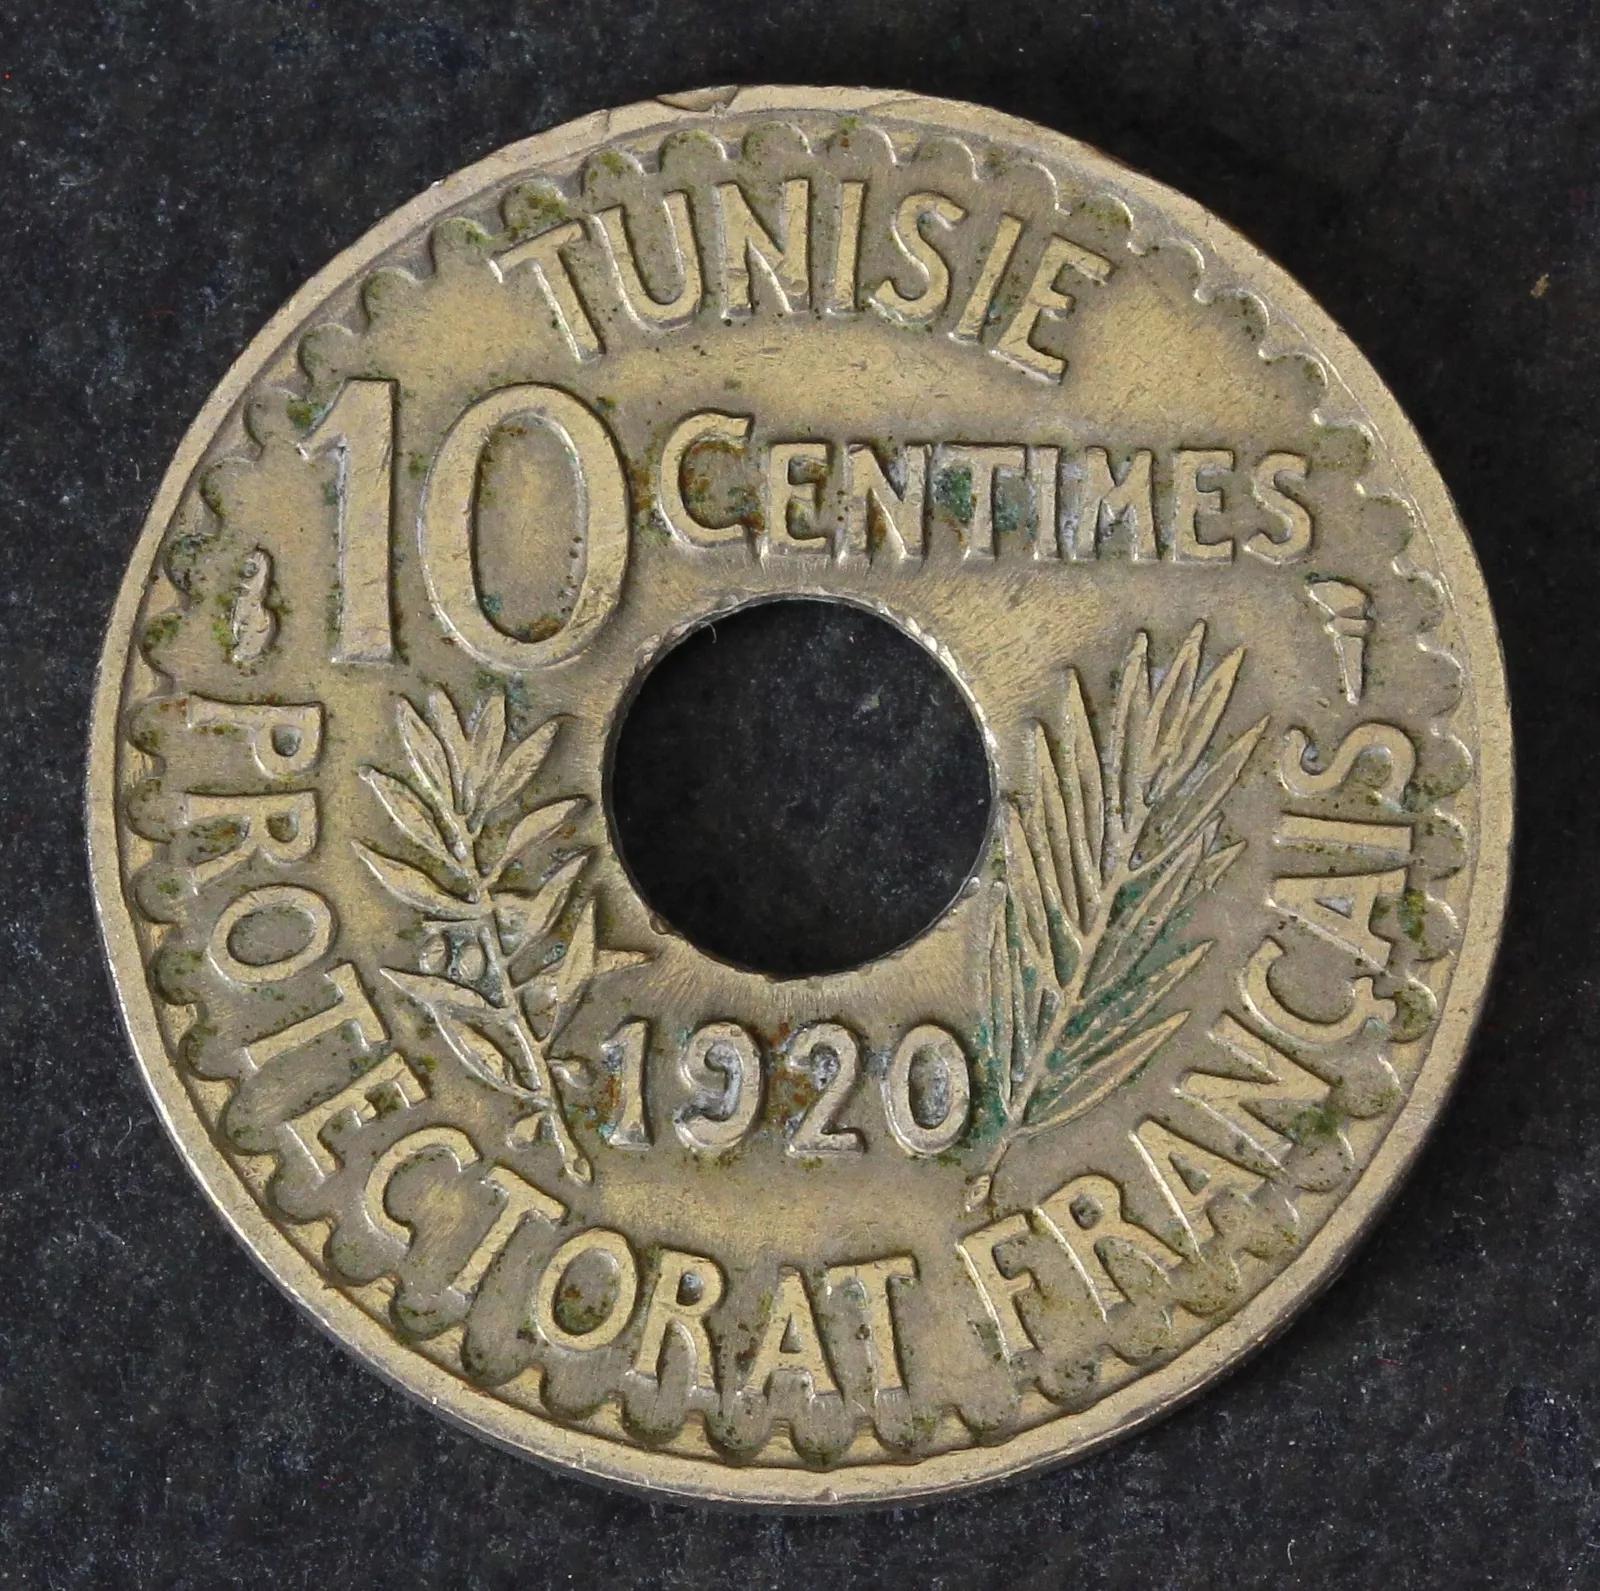 TUNISIE
10 CENTIMES
1920
PROTECTORAT FRANÇAIS